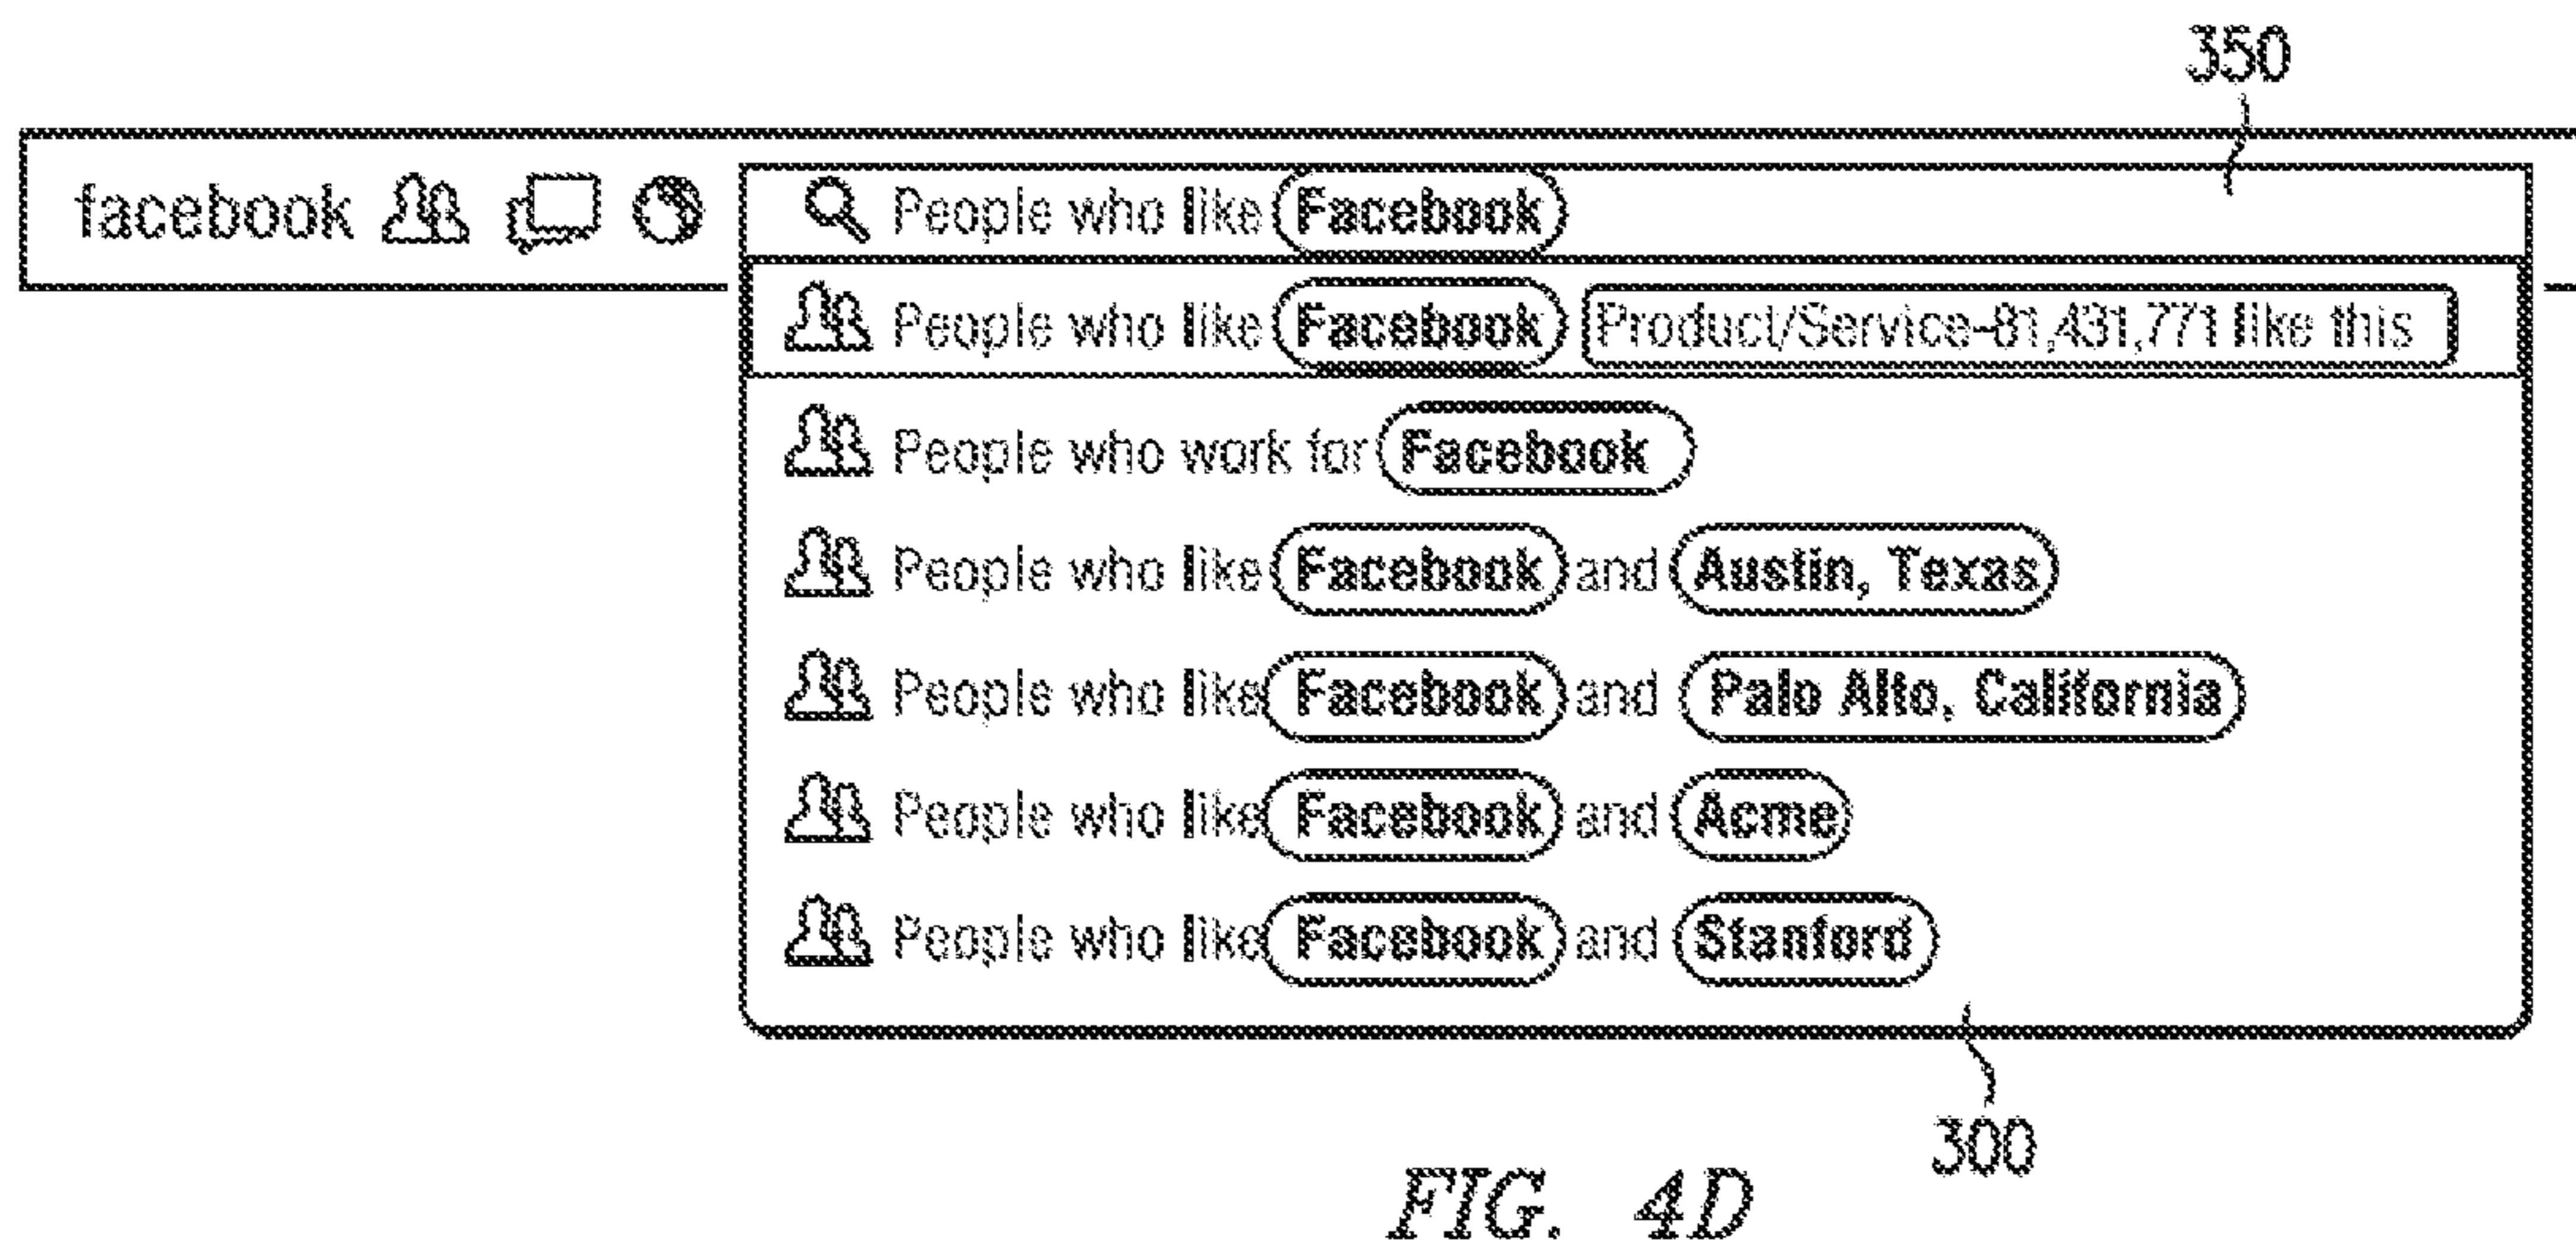 350
facebook People who like Facebook
People who like Facebook Product/Service-81,431,771 like this
People who work for Facebook
People who like Facebook and Austin, Texas
People who like Facebook and Palo Alto, California
People who like Facebook and Acme
People who like Facebook and Stanford
300
FIG. 4D